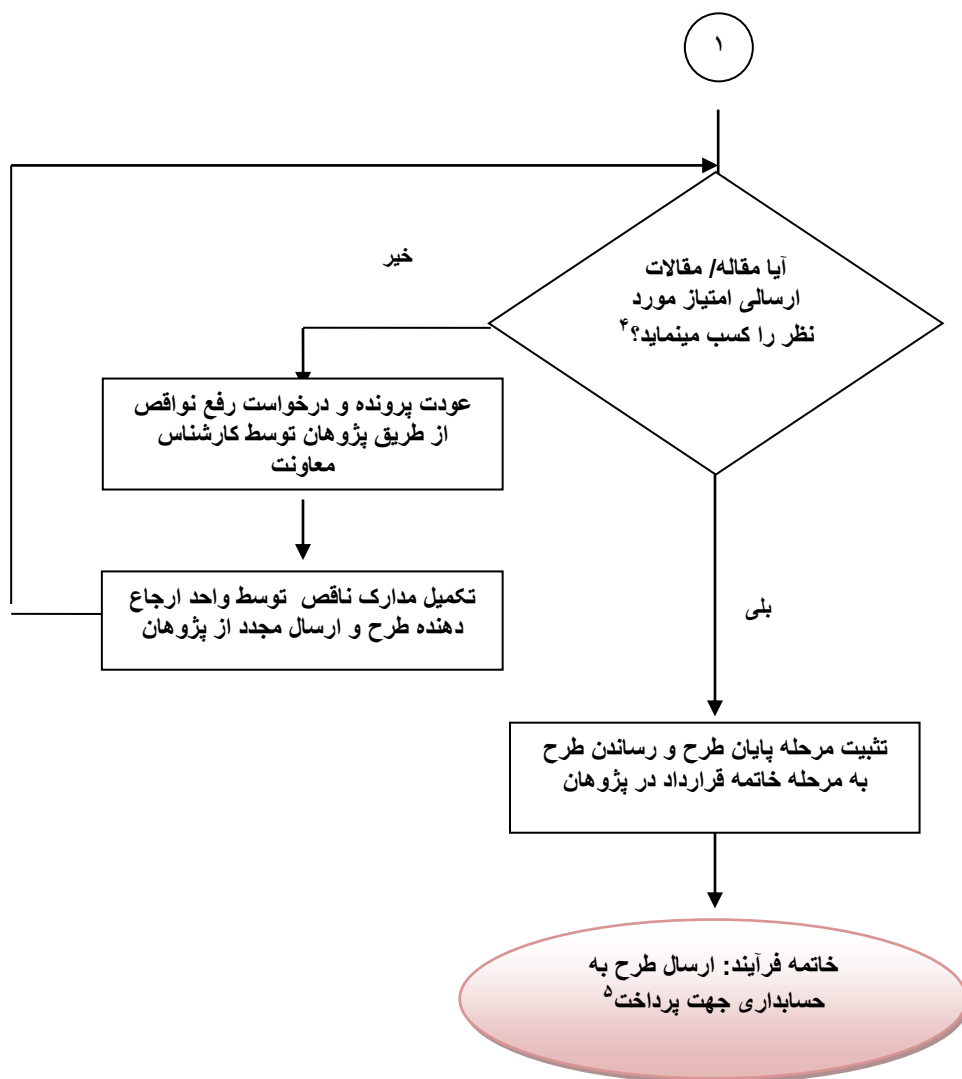 ۱
آیا مقاله/ مقالات
ارسالی امتیاز مورد
نظر را کسب مینماید؟۴
خیر
عودت پرونده و درخواست رفع نواقص
از طریق پژوهان توسط کارشناس
معاونت
تکمیل مدارک ناقص توسط واحد ارجاع
دهنده طرح و ارسال مجدد از پژوهان
بلی
تثبیت مرحله پایان طرح و رساندن طرح
به مرحله خاتمه قرارداد در پژوهان
خاتمه فرآیند: ارسال طرح به
حسابداری جهت پرداخت۵